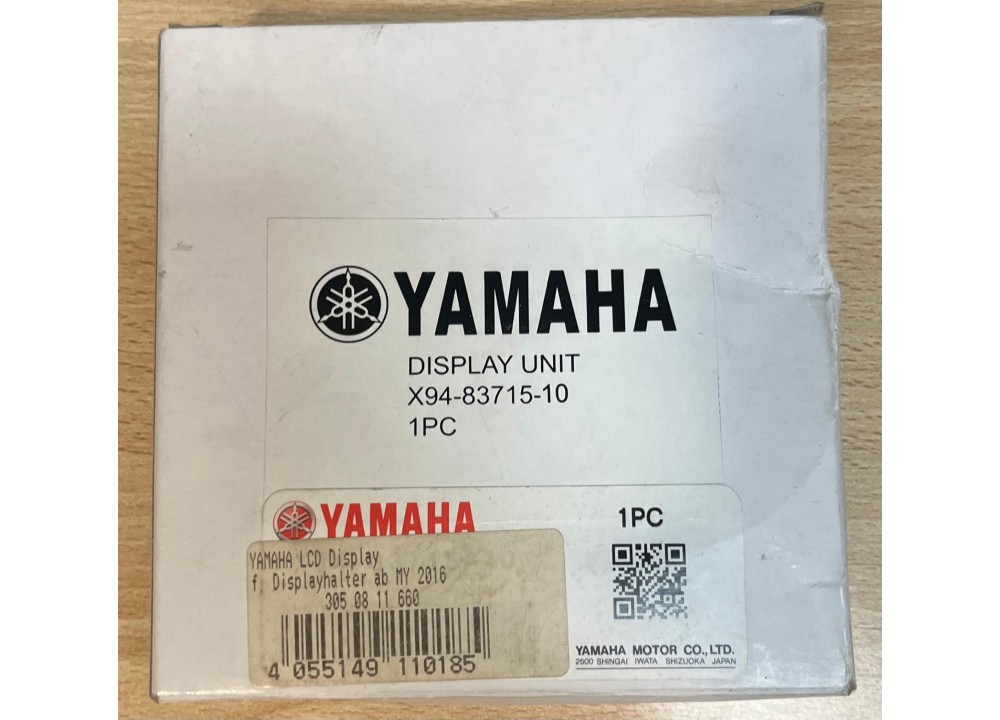 YAMAHA
DISPLAY UNIT
X94-83715-10
1PC
YAMAHA
1PC
YAMAHA LCD Display
f. Displayhalter ab MY 2016
305 08 11 660
4 055149 110185
YAMAHA MOTOR CO., LTD.
2500 SHINGAI IWATA SHIZUOKA JAPAN